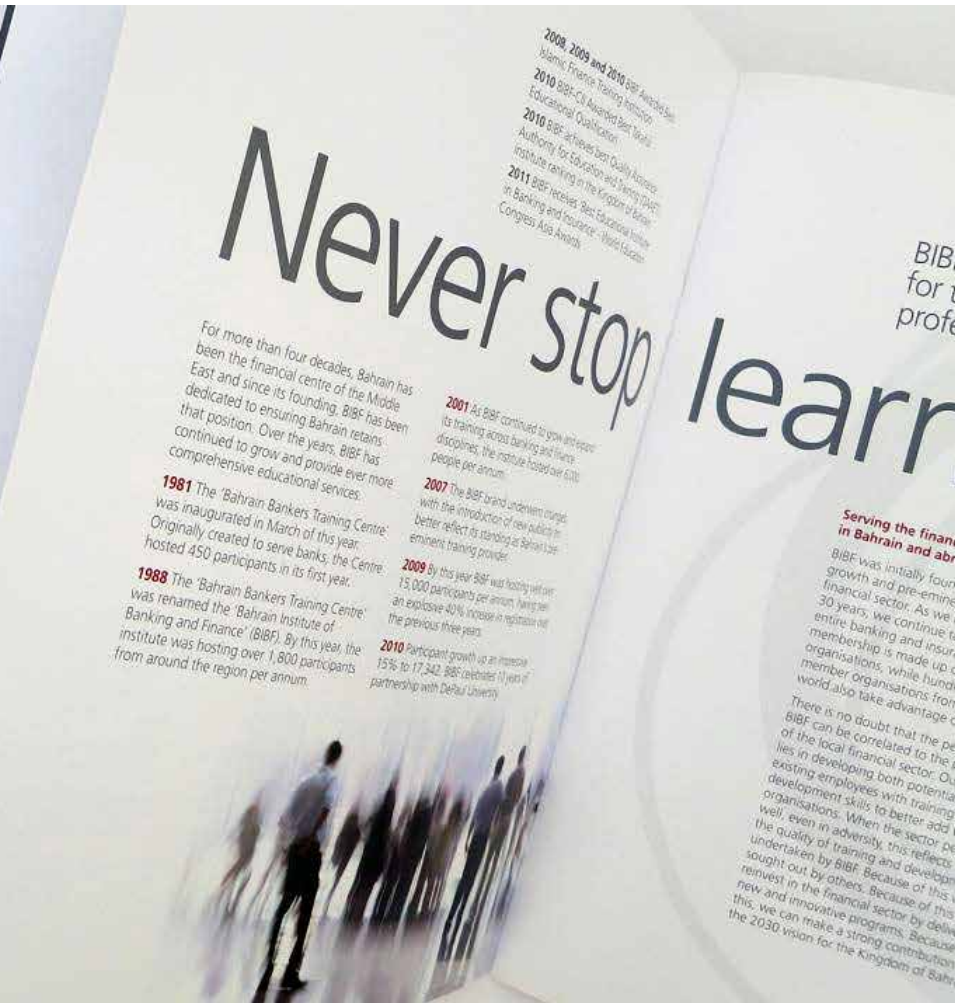 2008, 2009 and 2010 BIBF Awarded Best
Islamic Finance Training Institution
2010 BIBF-CII Awarded Best Takaful
Educational Qualification
2010 BIBF achieves best Quality Assurance
Authority for Education and Training (QAAET)
institute ranking in the Kingdom of Bahrain
2011 BIBF receives 'Best Educational Institute
in Banking and Insurance' - World Education
Congress Asia Awards
Never stop learn
For more than four decades, Bahrain has
been the financial centre of the Middle
East and since its founding, BIBF has been
dedicated to ensuring Bahrain retains
that position. Over the years, BIBF has
continued to grow and provide ever more
comprehensive educational services.
1981 The 'Bahrain Bankers Training Centre'
was inaugurated in March of this year.
Originally created to serve banks, the Centre
hosted 450 participants in its first year.
1988 The 'Bahrain Bankers Training Centre'
was renamed the 'Bahrain Institute of
Banking and Finance' (BIBF). By this year, the
institute was hosting over 1,800 participants
from around the region per annum.
2001 As BIBF continued to grow and expand
its training across banking and finance
disciplines, the institute hosted over 6,000
people per annum.
2007 The BIBF brand underwent changes
with the introduction of new publicity to
better reflect its standing as Bahrain's pre-
eminent training provider.
2009 By this year BIBF was hosting well over
15,000 participants per annum, having seen
an explosive 40% increase in registration over
the previous three years.
2010 Participant growth up an impressive
15% to 17,342. BIBF celebrates 10 years of
partnership with DePaul University.
BIB
for t
profe
Serving the financ
in Bahrain and abr
BIBF was initially foun
growth and pre-emine
financial sector. As we
30 years, we continue t
entire banking and insur
membership is made up o
organisations, while hund
member organisations from
world also take advantage o
There is no doubt that the pe
BIBF can be correlated to the
of the local financial sector. Ou
lies in developing both potentia
existing employees with training
development skills to better add
organisations. When the sector pe
well, even in adversity, this reflects
the quality of training and developm
undertaken by BIBF. Because of this
sought out by others. Because of this
reinvest in the financial sector by delive
new and innovative programs. Because
this, we can make a strong contribution
the 2030 vision for the Kingdom of Bahr